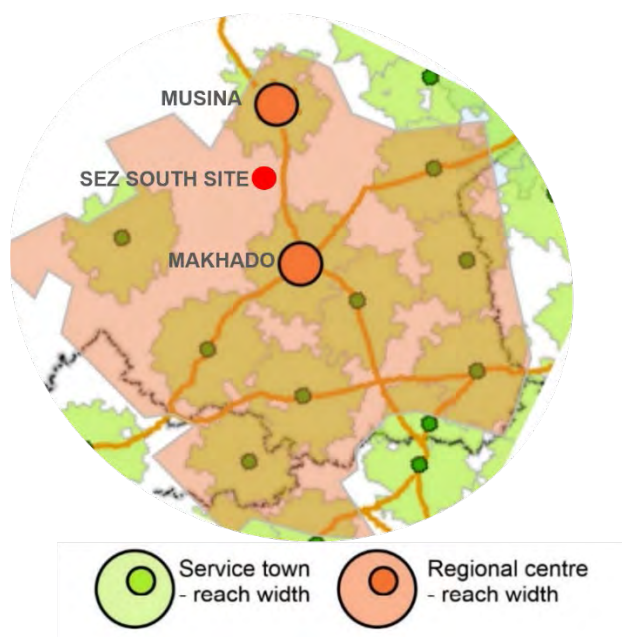 MUSINA
SEZ SOUTH SITE
MAKHADO
Service town
- reach width
Regional centre
- reach width